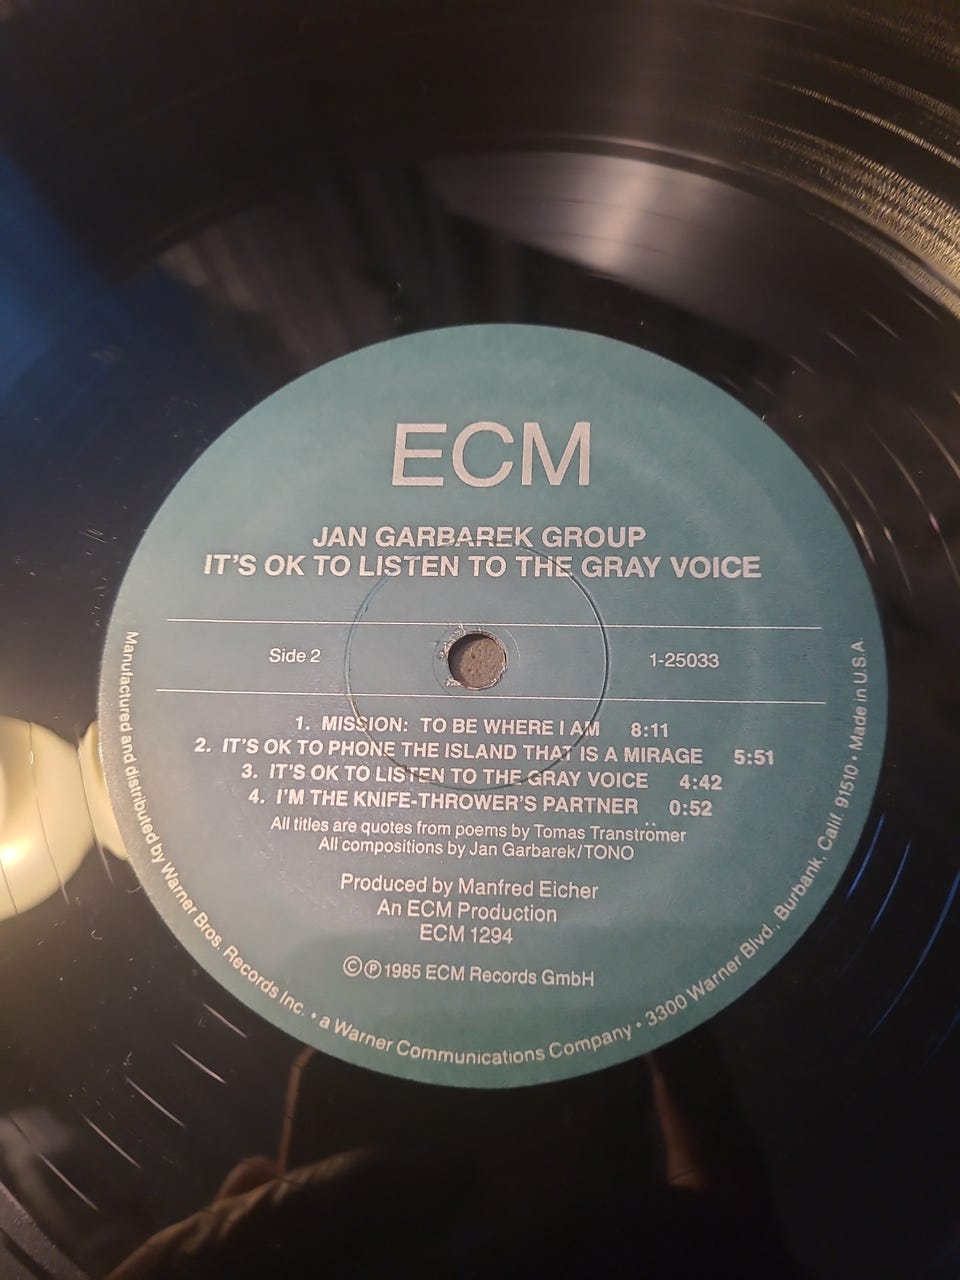 ECM
JAN GARBAREK GROUP
IT'S OK TO LISTEN TO THE GRAY VOICE
Side 2
1-25033
1. MISSION: TO BE WHERE I AM 8:11
2. IT'S OK TO PHONE THE ISLAND THAT IS A MIRAGE 5:51
3. IT'S OK TO LISTEN TO THE GRAY VOICE 4:42
4. I'M THE KNIFE-THROWER'S PARTNER 0:52
All titles are quotes from poems by Tomas Tranströmer
All compositions by Jan Garbarek/TONO
Produced by Manfred Eicher
An ECM Production
ECM 1294
©℗1985 ECM Records GmbH
Manufactured and distributed by Warner Bros. Records Inc. • a Warner Communications Company • 3300 Warner Blvd., Burbank, Calif. 91510 • Made in U.S.A.